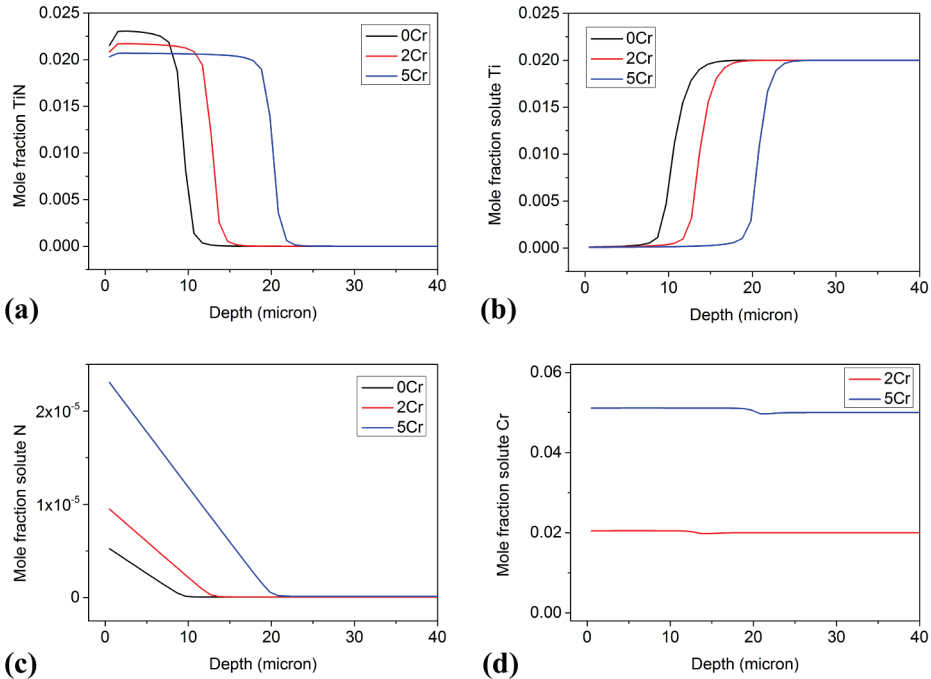 0.025
0.020
0.015
0.010
0.005
0.000
Mole fraction TiN
0Cr
2Cr
5Cr
0 10 20 30 40
Depth (micron)
(a)
0.025
0.020
0.015
0.010
0.005
0.000
Mole fraction solute Ti
0Cr
2Cr
5Cr
0 10 20 30 40
Depth (micron)
(b)
2x10-5
1x10-5
0
Mole fraction solute N
0Cr
2Cr
5Cr
0 10 20 30 40
Depth (micron)
(c)
0.06
0.04
0.02
0.00
Mole fraction solute Cr
2Cr
5Cr
0 10 20 30 40
Depth (micron)
(d)